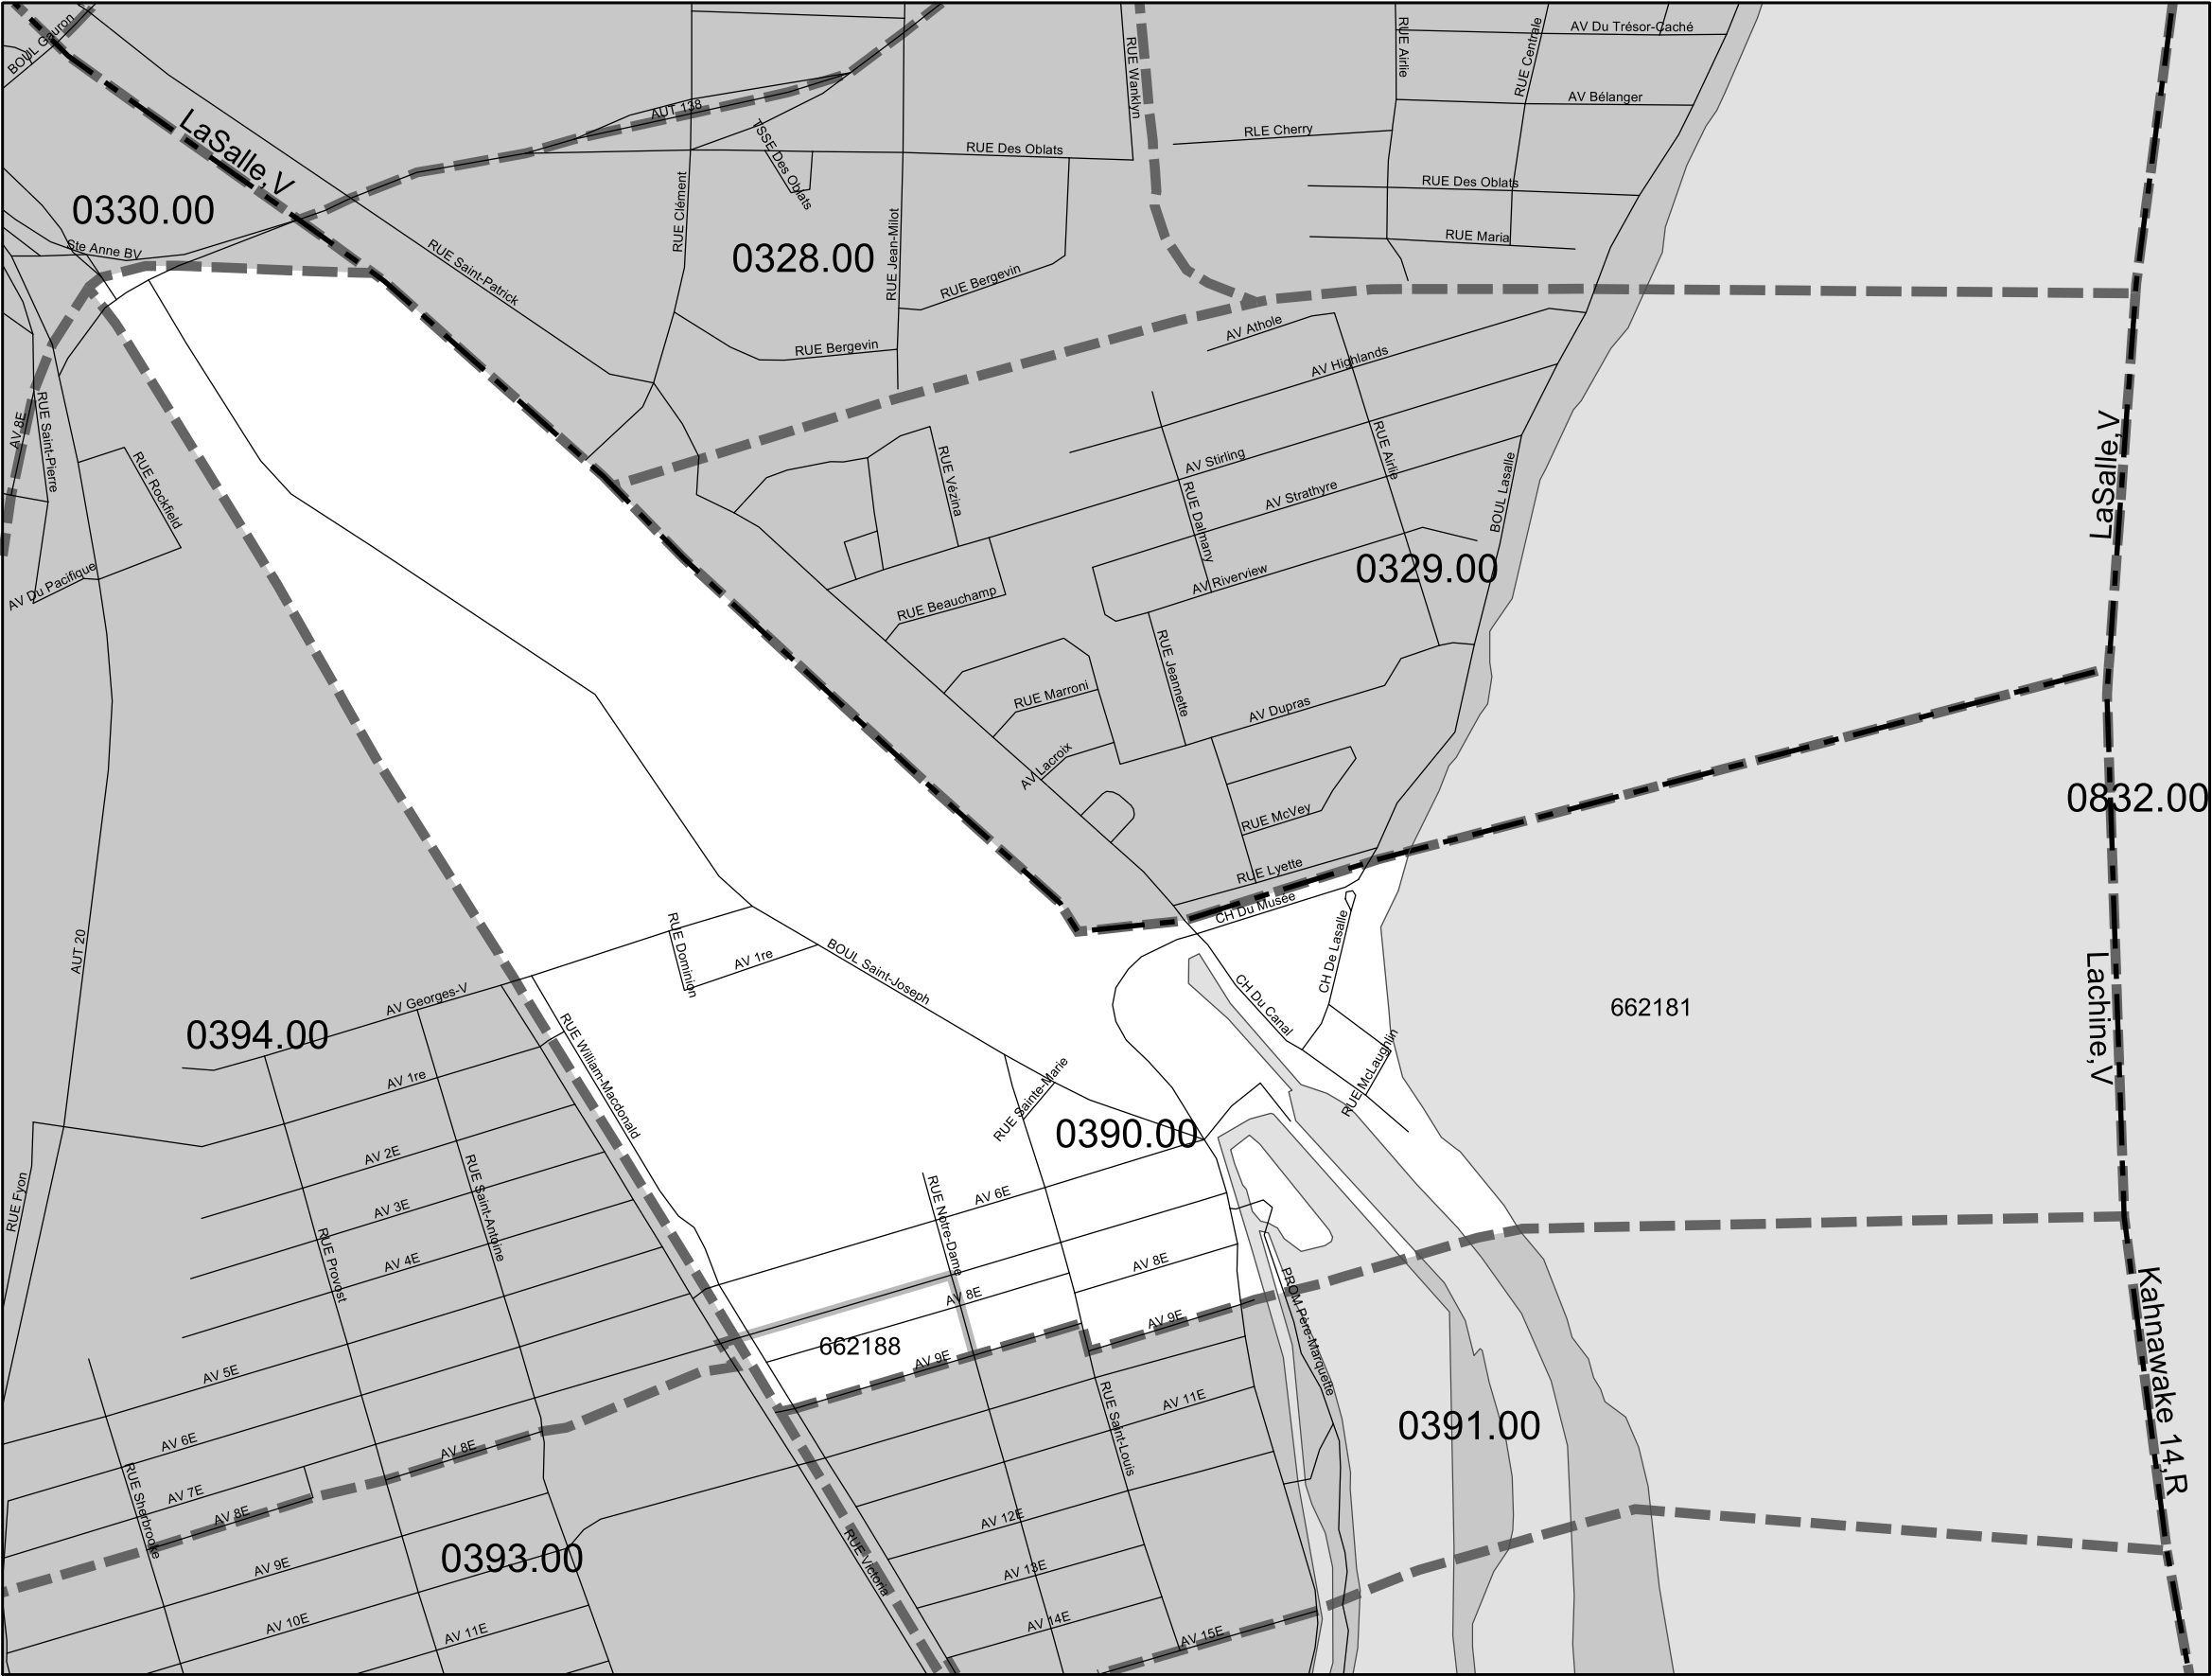 BOUL Gauron
AV Du Trésor-Caché
RUE Airlie
RUE Centrale
RUE Wanklyn
AV Bélanger
AUT 138
LaSalle,V
RLE Cherry
TSSE Des Oblats
RUE Des Oblats
RUE Des Oblats
0330.00
RUE Clément
RUE Jean-Milot
Ste Anne BV
RUE Saint-Patrick
0328.00
RUE Maria
RUE Bergevin
RUE Bergevin
AV Athole
AV Highlands
AV 8E
RUE Saint-Pierre
RUE Rockfield
RUE Vézina
AV Stirling
RUE Airlie
RUE Dalmany
AV Strathyre
BOUL Lasalle
LaSalle,V
AV Du Pacifique
RUE Beauchamp
AV Riverview
0329.00
RUE Marroni
RUE Jeannette
AV Dupras
AV Lacroix
RUE McVey
0832.00
RUE Lyette
CH Du Musée
AUT 20
RUE Dominion
AV 1re
BOUL Saint-Joseph
CH De Lasalle
CH Du Canal
662181
Lachine,V
AV Georges-V
0394.00
RUE William-Macdonald
AV 1re
RUE Sainte-Marie
RUE McLaughlin
0390.00
AV 2E
RUE Saint-Antoine
RUE Fyon
AV 3E
AV 6E
RUE Notre-Dame
RUE Provost
AV 4E
AV 8E
AV 8E
PROM Père-Marquette
Kahnawake 14,R
AV 9E
662188
AV 9E
AV 5E
RUE Saint-Louis
AV 11E
0391.00
AV 6E
AV 8E
RUE Sherbrooke
AV 7E
AV 8E
AV 12E
0393.00
AV 9E
RUE Victoria
AV 13E
AV 10E
AV 11E
AV 14E
AV 15E